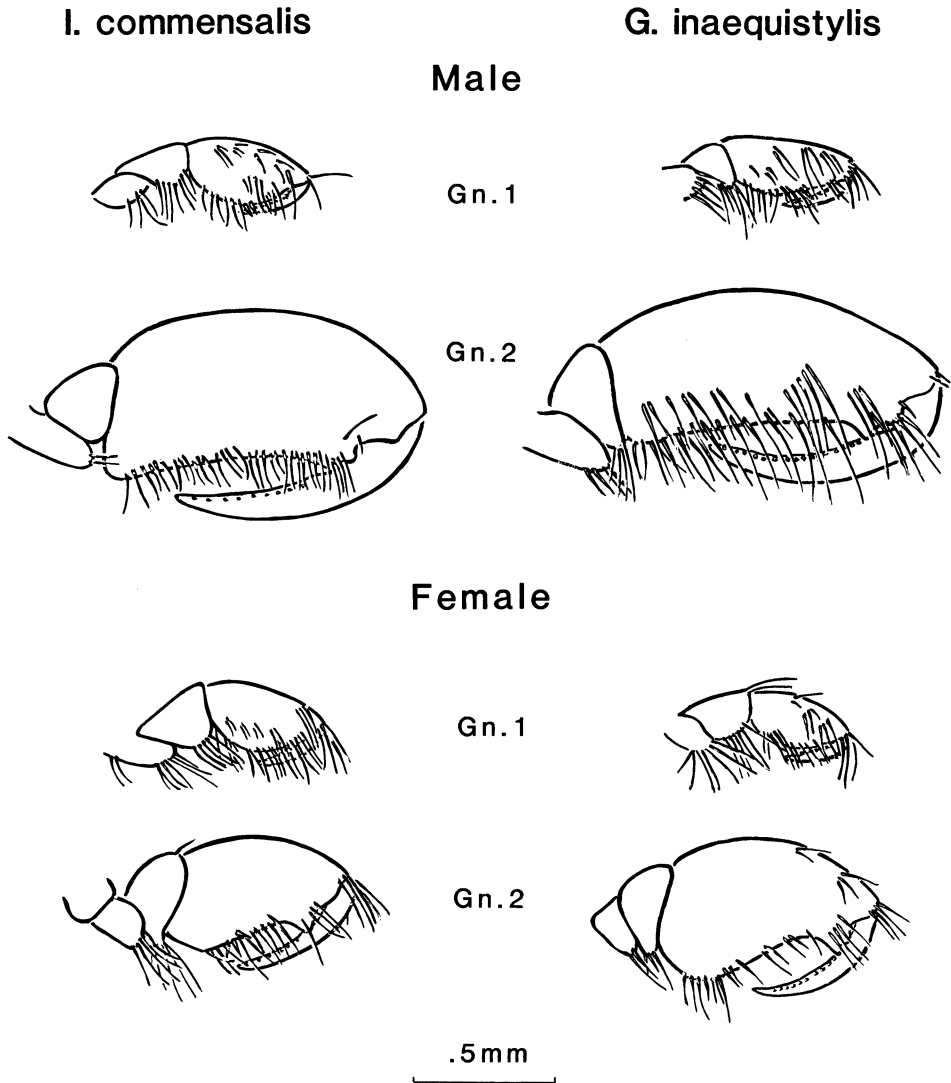 I. commensalis
G. inaequistylis
Male
Gn.1
Gn.2
Female
Gn.1
Gn.2
.5mm